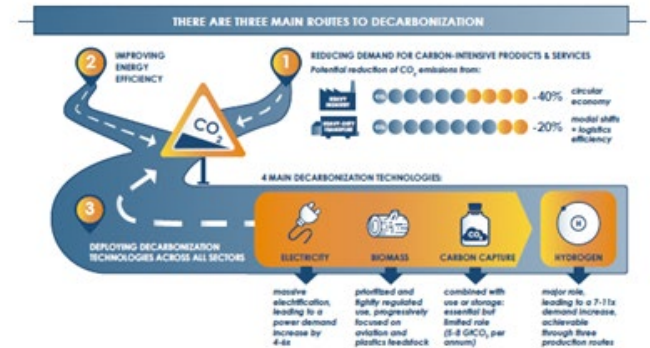 THERE ARE THREE MAIN ROUTES TO DECARBONIZATION
2
IMPROVING
ENERGY
EFFICIENCY
1
REDUCING DEMAND FOR CARBON-INTENSIVE PRODUCTS & SERVICES
Potential reduction of CO2 emissions from:
HEAVY
INDUSTRY
CO2
-40%
circular
economy
HEAVY-DUTY
TRANSPORT
CO2
-20%
modal shifts
+ logistics
efficiency
CO2
3
DEPLOYING DECARBONIZATION
TECHNOLOGIES ACROSS ALL SECTORS
4 MAIN DECARBONIZATION TECHNOLOGIES:
ELECTRICITY
massive
electrification,
leading to a
power demand
increase by
4-6x
BIOMASS
prioritized and
tightly regulated
use, progressively
focused on
aviation and
plastics feedstock
CO2
CARBON CAPTURE
combined with
use or storage:
essential but
limited role
(5-8 GtCO2 per
annum)
H
HYDROGEN
major role,
leading to a 7-11x
demand increase,
achievable
through three
production routes